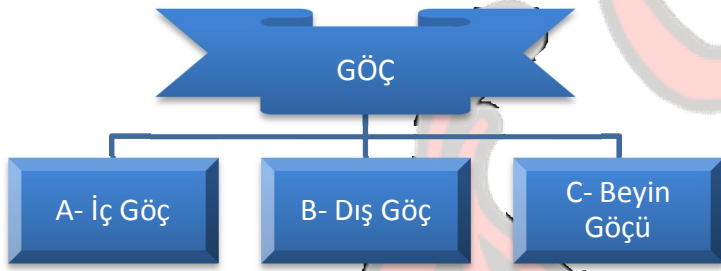 GÖÇ
A- İç Göç
B- Dış Göç
C- Beyin
Göçü